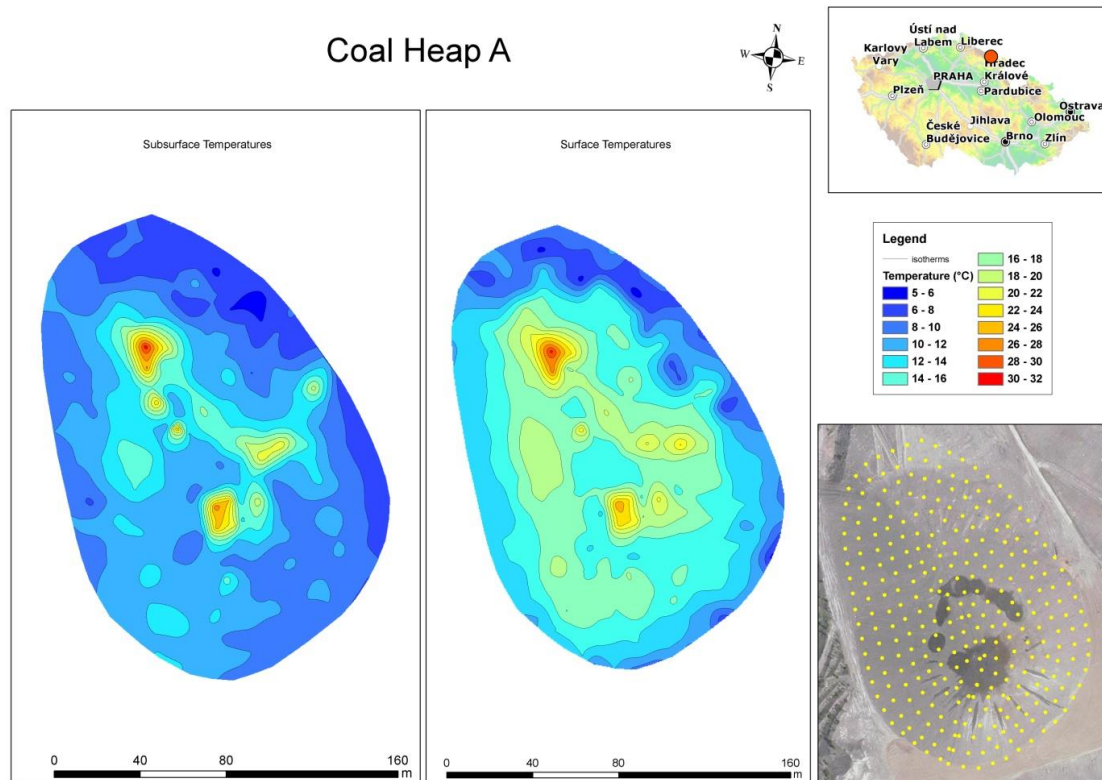 Coal Heap A
N
W
E
S
Subsurface Temperatures
0
40
80
160
m
Surface Temperatures
0
40
80
160
m
Ústí nad
Labem
Liberec
Karlovy
Vary
Hradec
Králové
PRAHA
Pardubice
Plzeň
Ostrava
Olomouc
Jihlava
České
Budějovice
Brno
Zlín
Legend
isotherms
Temperature (°C)
5 - 6
6 - 8
8 - 10
10 - 12
12 - 14
14 - 16
16 - 18
18 - 20
20 - 22
22 - 24
24 - 26
26 - 28
28 - 30
30 - 32